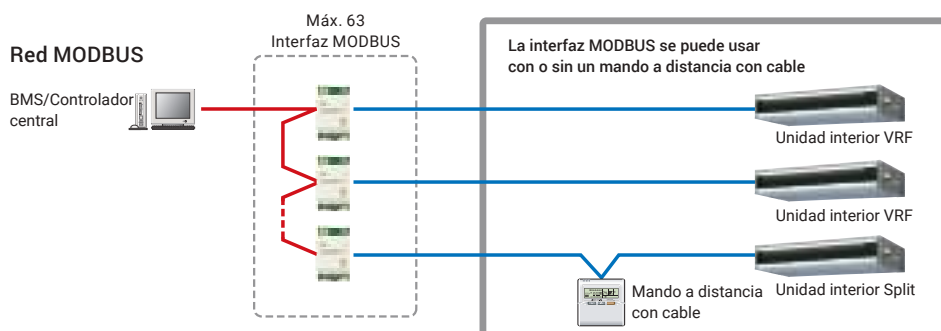 Máx. 63
Interfaz MODBUS
Red MODBUS
BMS/Controlador
central
La interfaz MODBUS se puede usar
con o sin un mando a distancia con cable
Unidad interior VRF
Unidad interior VRF
Unidad interior Split
Mando a distancia
con cable